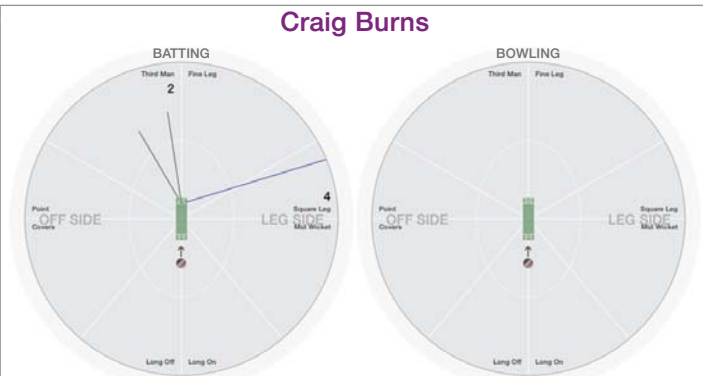 Craig Burns
BATTING
Third Man Fine Leg
2
4
Point
Covers
OFF SIDE
LEG SIDE
Square Leg
Mid Wicket
Long Off Long On
BOWLING
Third Man Fine Leg
Point
Covers
OFF SIDE
LEG SIDE
Square Leg
Mid Wicket
Long Off Long On